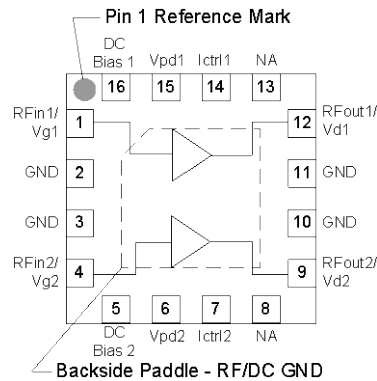 Pin 1 Reference Mark
DC
Bias 1
Vpd1
Ictrl1
NA
16
15
14
13
RFin1/
Vg1
1
12
RFout1/
Vd1
GND
2
11
GND
GND
3
10
GND
RFin2/
Vg2
4
9
RFout2/
Vd2
5
6
7
8
DC
Bias 2
Vpd2
Ictrl2
NA
Backside Paddle - RF/DC GND